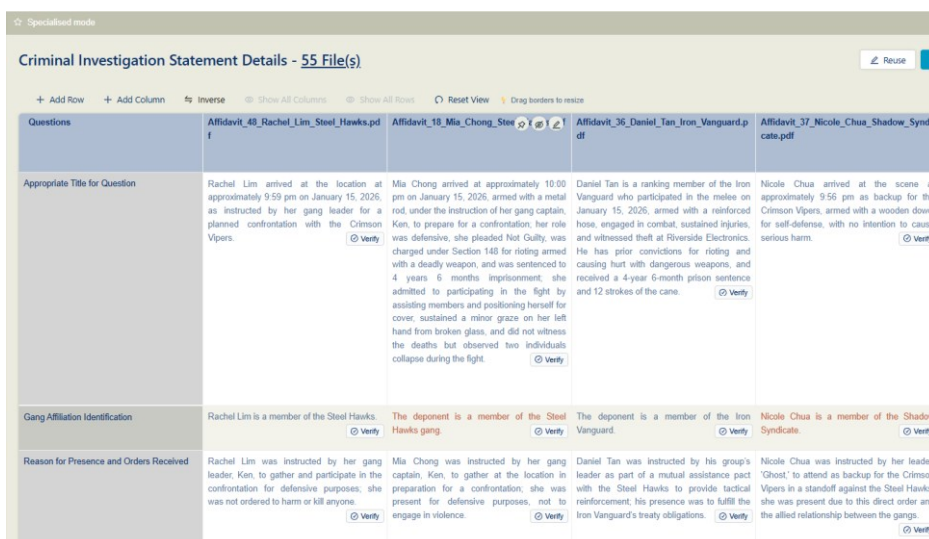 Specialised mode
Criminal Investigation Statement Details - 55 File(s)
Reuse
+ Add Row + Add Column Inverse Show All Columns Show All Rows Reset View Drag borders to resize
Questions
Affidavit_48_Rachel_Lim_Steel_Hawks.pd
f
Affidavit_18_Mia_Chong_Stee
Affidavit_36_Daniel_Tan_Iron_Vanguard.p
df
Affidavit_37_Nicole_Chua_Shadow_Synd
cate.pdf
Appropriate Title for Question
Rachel Lim arrived at the location at
approximately 9:59 pm on January 15, 2026,
as instructed by her gang leader for a
planned confrontation with the Crimson
Vipers.
Verify
Mia Chong arrived at approximately 10:00
pm on January 15, 2026, armed with a metal
rod, under the instruction of her gang captain,
Ken, to prepare for a confrontation; her role
was defensive, she pleaded Not Guilty, was
charged under Section 148 for rioting armed
with a deadly weapon, and was sentenced to
4 years 6 months imprisonment; she
admitted to participating in the fight by
assisting members and positioning herself for
cover, sustained a minor graze on her left
hand from broken glass, and did not witness
the deaths but observed two individuals
collapse during the fight.
Verify
Daniel Tan is a ranking member of the Iron
Vanguard who participated in the melee on
January 15, 2026, armed with a reinforced
hose, engaged in combat, sustained injuries,
and witnessed theft at Riverside Electronics.
He has prior convictions for rioting and
causing hurt with dangerous weapons, and
received a 4-year 6-month prison sentence
and 12 strokes of the cane.
Verify
Nicole Chua arrived at the scene
approximately 9:56 pm as backup for th
Crimson Vipers, armed with a wooden dow
for self-defense, with no intention to caus
serious harm.
Verif
Gang Affiliation Identification
Rachel Lim is a member of the Steel Hawks.
Verify
The deponent is a member of the Steel
Hawks gang.
Verify
The deponent is a member of the Iron
Vanguard.
Verify
Nicole Chua is a member of the Shado
Syndicate.
Verif
Reason for Presence and Orders Received
Rachel Lim was instructed by her gang
leader, Ken, to gather and participate in the
confrontation for defensive purposes; she
was not ordered to harm or kill anyone.
Verify
Mia Chong was instructed by her gang
captain, Ken, to gather at the location in
preparation for a confrontation; she was
present for defensive purposes, not to
engage in violence.
Verify
Daniel Tan was instructed by his group's
leader as part of a mutual assistance pact
with the Steel Hawks to provide tactical
reinforcement; his presence was to fulfill the
Iron Vanguard's treaty obligations.
Verify
Nicole Chua was instructed by her leade
'Ghost,' to attend as backup for the Crimso
Vipers in a standoff against the Steel Hawk
she was present due to this direct order an
the allied relationship between the gangs.
Verif